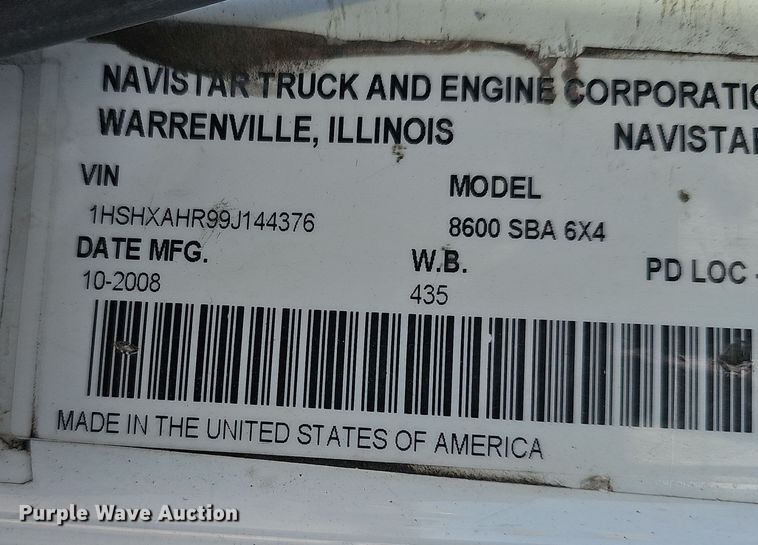 NAVISTAR TRUCK AND ENGINE CORPORATIO
WARRENVILLE, ILLINOIS NAVISTAR
VIN MODEL
1HSHXAHR99J144376 8600 SBA 6X4
DATE MFG. W.B. PD LOC -
10-2008 435
MADE IN THE UNITED STATES OF AMERICA
Purple Wave Auction